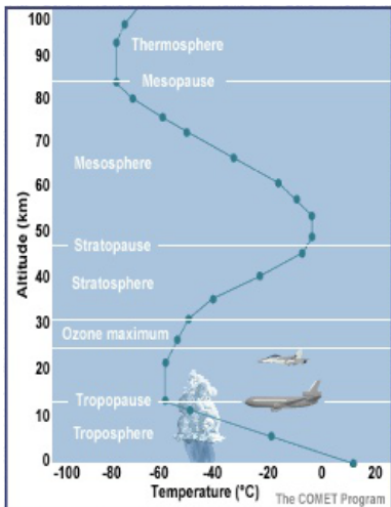 100
Thermosphere
90
Mesopause
80
70
Mesosphere
60
50
Stratopause
40
Stratosphere
30
Ozone maximum
20
Tropopause
10
Troposphere
0
Altitude (km)
-100 -80 -60 -40 -20 0 20
Temperature (°C)
The COMET Program